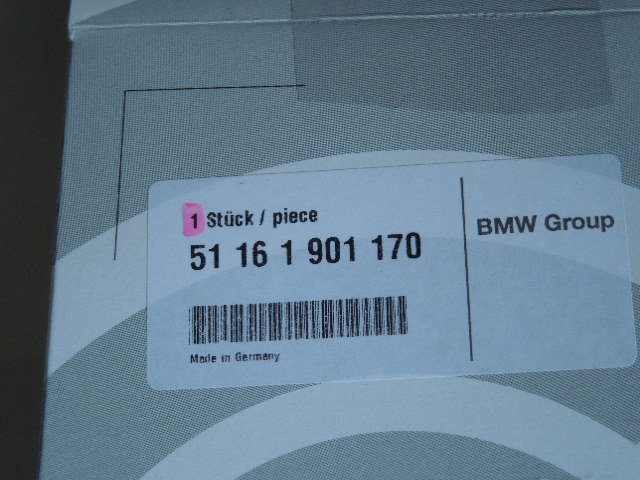 1 Stück / piece
51 16 1 901 170
Made in Germany
BMW Group